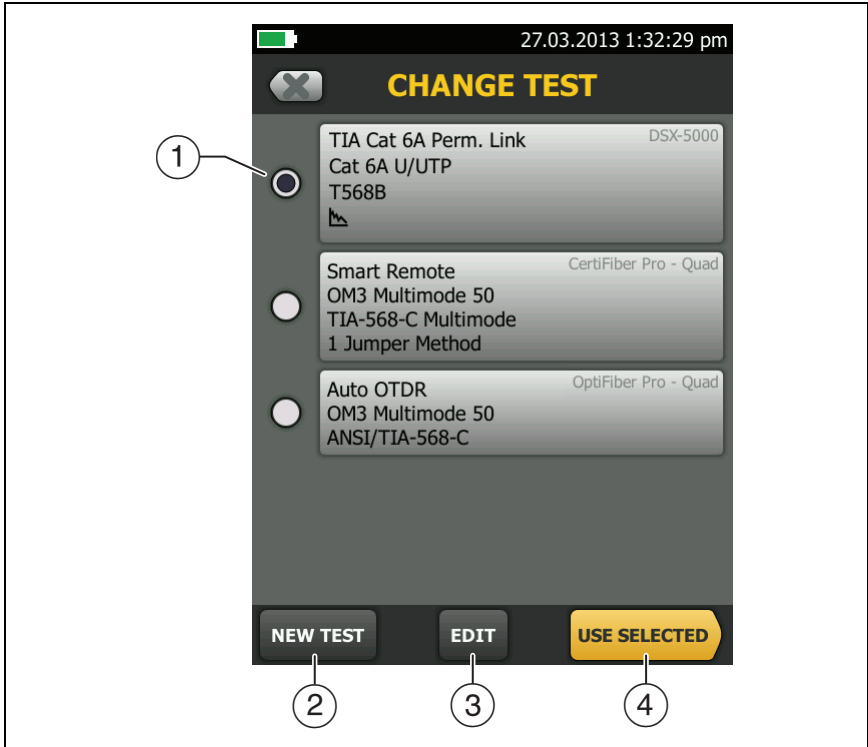 27.03.2013 1:32:29 pm
CHANGE TEST
1
TIA Cat 6A Perm. Link DSX-5000
Cat 6A U/UTP
T568B
Smart Remote CertiFiber Pro - Quad
OM3 Multimode 50
TIA-568-C Multimode
1 Jumper Method
Auto OTDR OptiFiber Pro - Quad
OM3 Multimode 50
ANSI/TIA-568-C
NEW TEST EDIT USE SELECTED
2 3 4